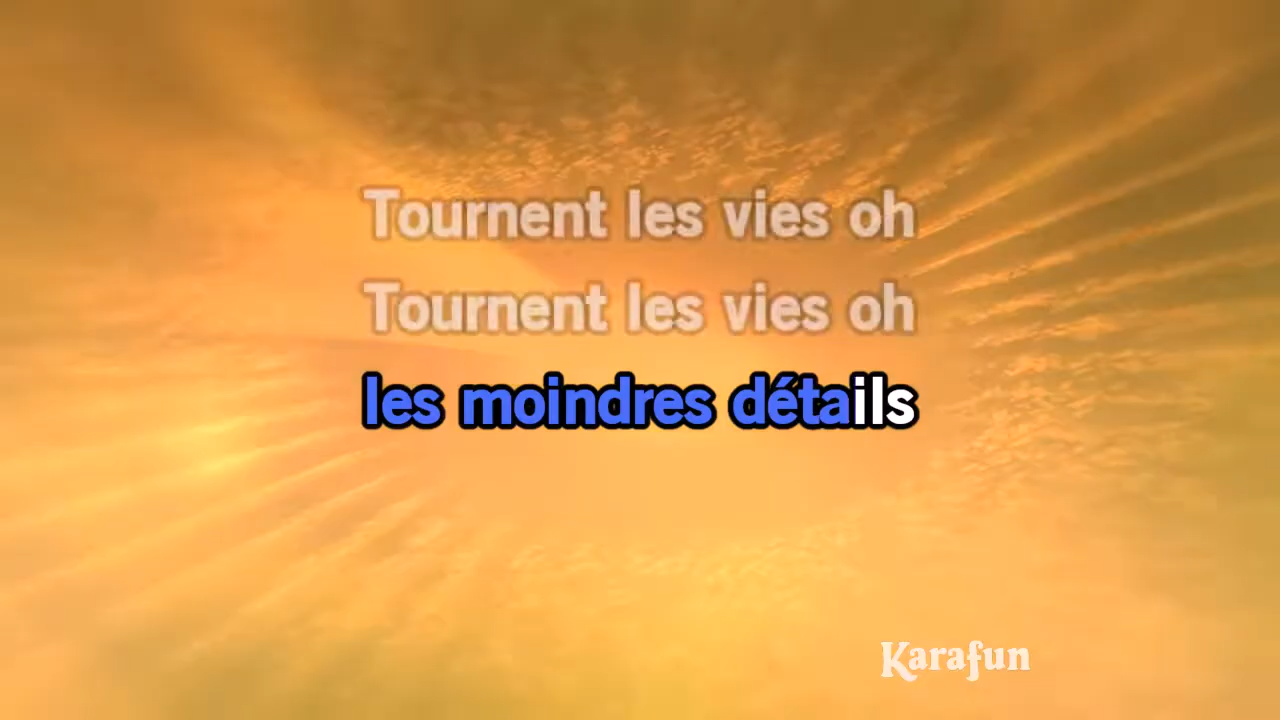 Tournent les vies oh
Tournent les vies oh
les moindres détails
Karafun